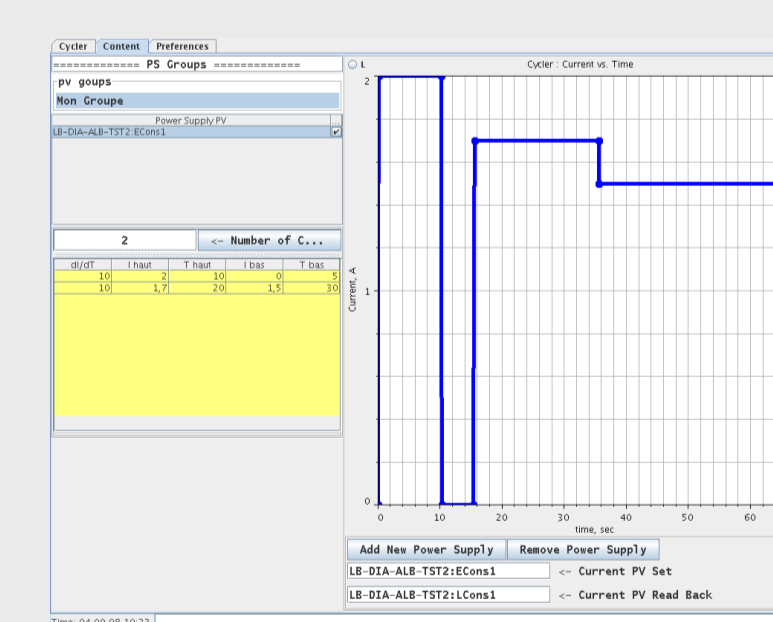 Cycler Content Preferences
============= PS Groups =============
pv goups
Mon Groupe
Power Supply PV ...
LB-DIA-ALB-TST2:ECons1
2 <- Number of C...
dI/dT I haut T haut I bas T bas
10 2 10 0 5
10 1,7 20 1,5 30
L Cycler : Current vs. Time
2
1
0
Current, A
0 10 20 30 40 50 60
time, sec
Add New Power Supply Remove Power Supply
LB-DIA-ALB-TST2:ECons1 <- Current PV Set
LB-DIA-ALB-TST2:LCons1 <- Current PV Read Back
Time: